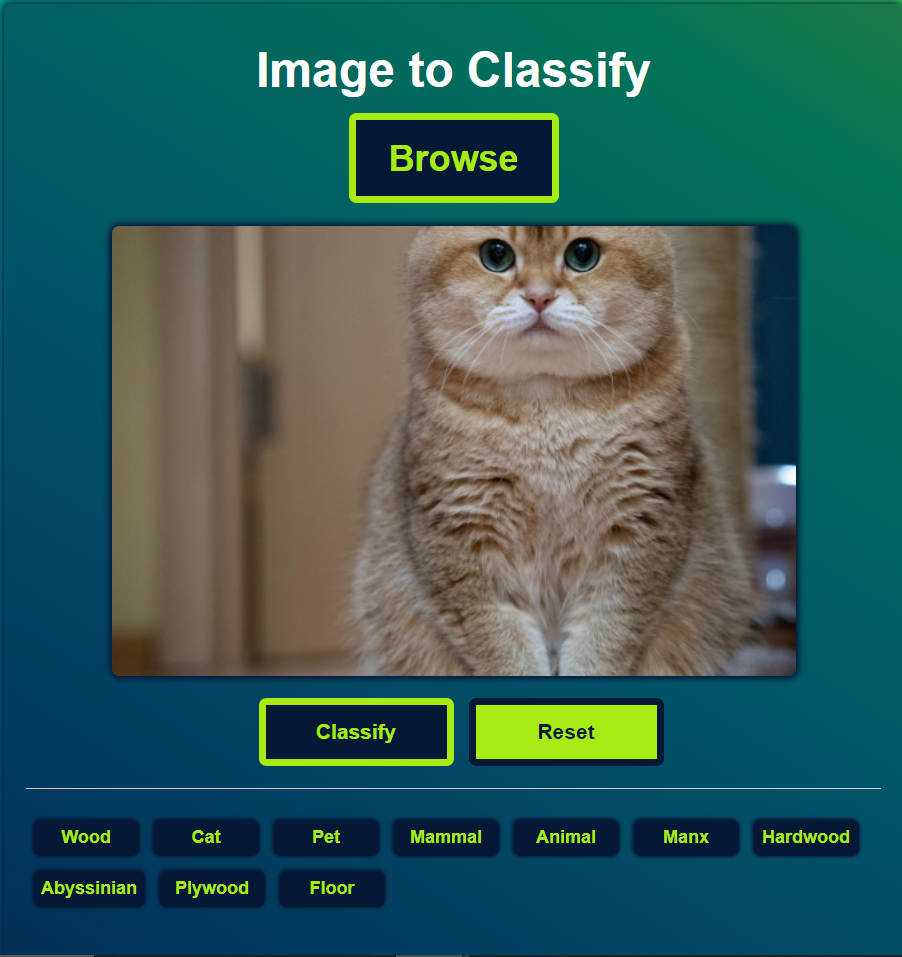 Image to Classify
Browse
Classify Reset
Wood Cat Pet Mammal Animal Manx Hardwood
Abyssinian Plywood Floor